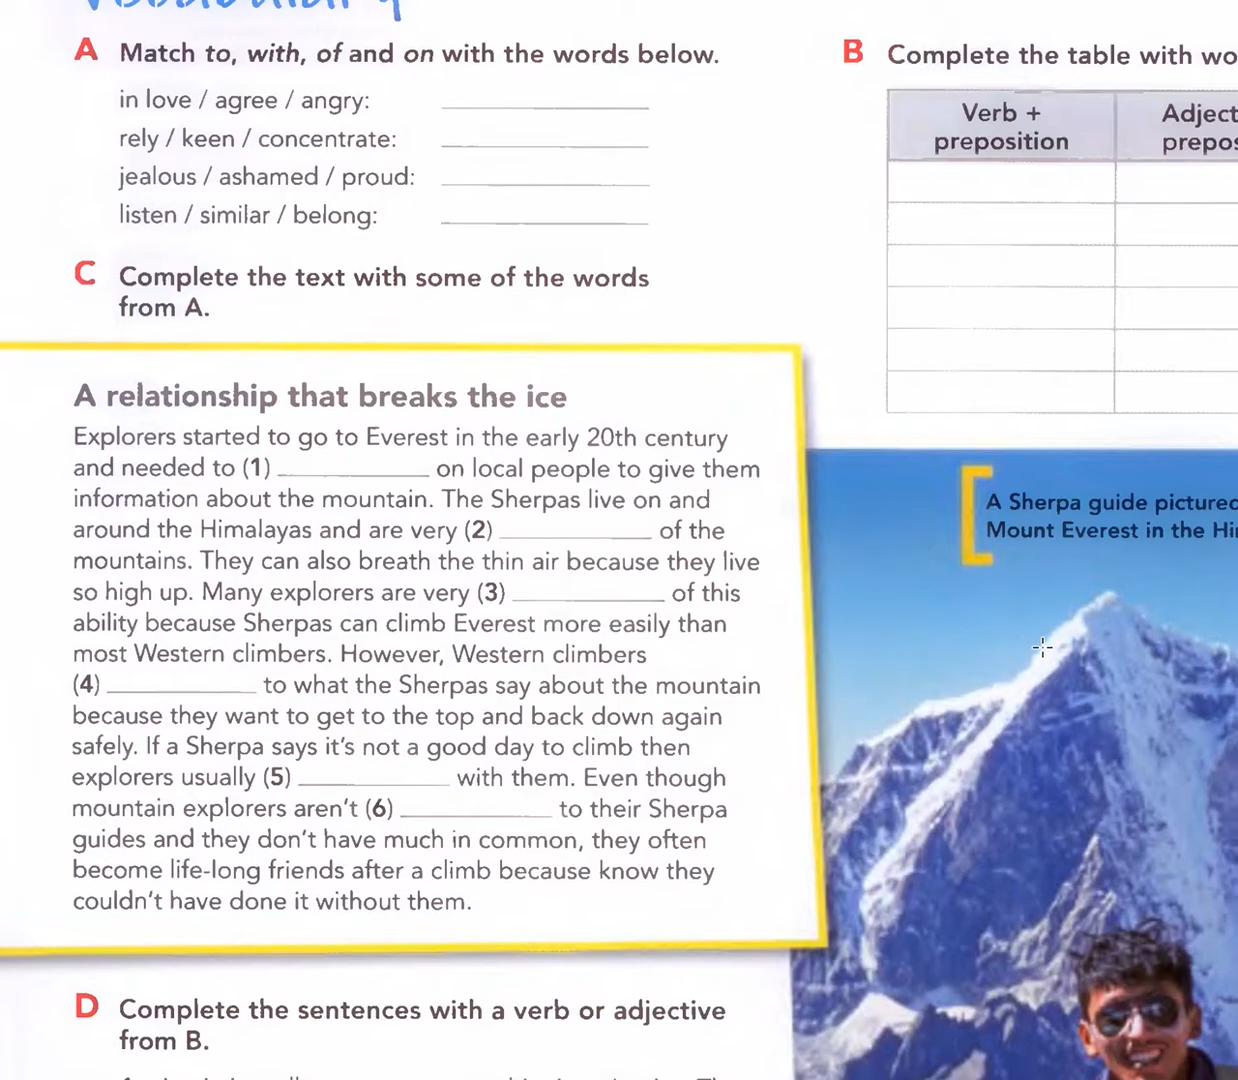 Vocabulary
A Match to, with, of and on with the words below.
in love / agree / angry:
rely / keen / concentrate:
jealous / ashamed / proud:
listen / similar / belong:
B Complete the table with wo
Verb +
preposition
Adject
prepos
C Complete the text with some of the words
from A.
A relationship that breaks the ice
Explorers started to go to Everest in the early 20th century
and needed to (1) ____________ on local people to give them
information about the mountain. The Sherpas live on and
around the Himalayas and are very (2) ____________ of the
mountains. They can also breath the thin air because they live
so high up. Many explorers are very (3) ____________ of this
ability because Sherpas can climb Everest more easily than
most Western climbers. However, Western climbers
(4) ____________ to what the Sherpas say about the mountain
because they want to get to the top and back down again
safely. If a Sherpa says it's not a good day to climb then
explorers usually (5) ____________ with them. Even though
mountain explorers aren't (6) ____________ to their Sherpa
guides and they don't have much in common, they often
become life-long friends after a climb because know they
couldn't have done it without them.
A Sherpa guide pictured
Mount Everest in the Hi
D Complete the sentences with a verb or adjective
from B.